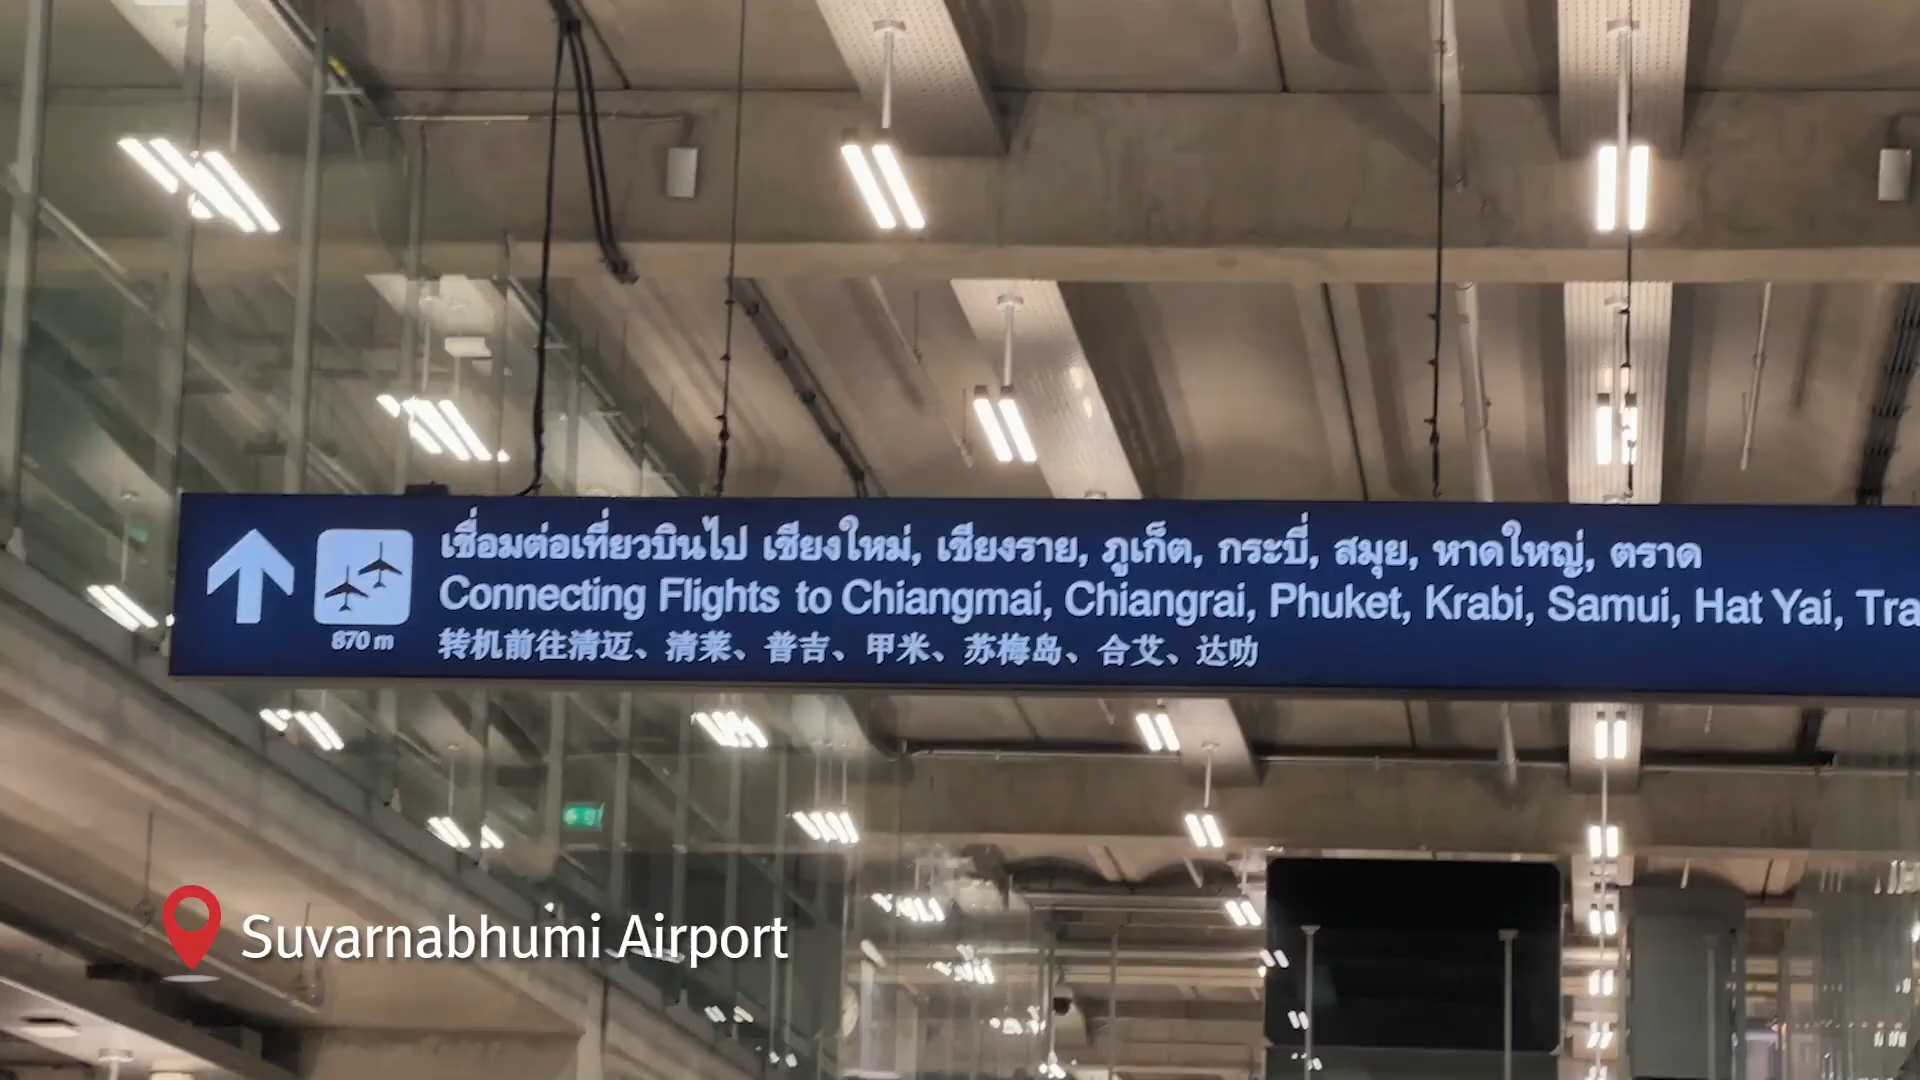 เชื่อมต่อเที่ยวบินไป เชียงใหม่, เชียงราย, ภูเก็ต, กระบี่, สมุย, หาดใหญ่, ตราด
Connecting Flights to Chiangmai, Chiangrai, Phuket, Krabi, Samui, Hat Yai, Tra
870 m
转机前往清迈、清莱、普吉、甲米、苏梅岛、合艾、达叻
Suvarnabhumi Airport